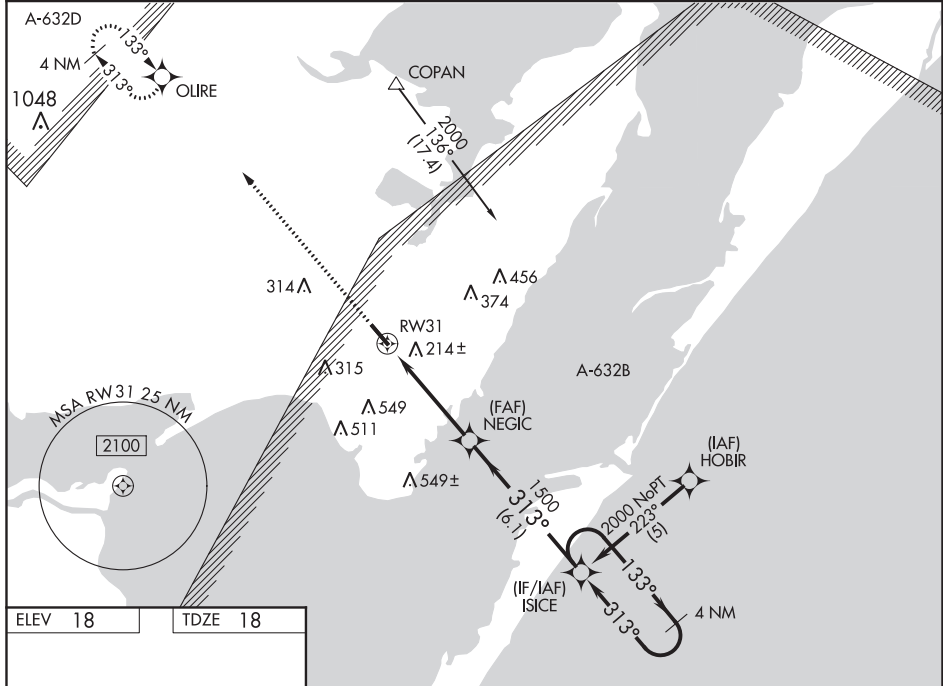 A-632D
133°
4 NM
313°
OLIRE
1048
COPAN
2000
136°
(17.4)
314
456
374
RW31
214±
315
A-632B
549
511
(FAF)
NEGIC
MSA RW31 25 NM
2100
(IAF)
HOBIR
549±
1500
313°
(6.1)
2000 NoPT
223°
(5)
(IF/IAF)
ISICE
133°
313°
4 NM
ELEV 18
TDZE 18